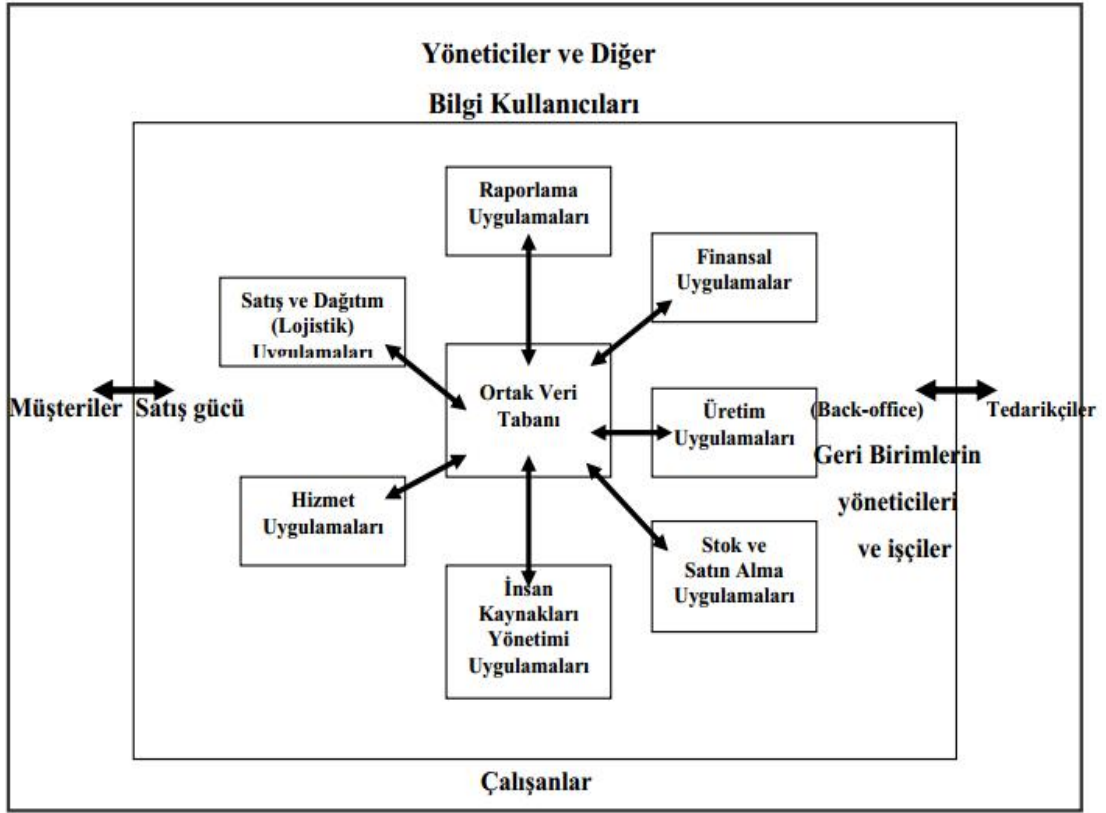 Yöneticiler ve Diğer
Bilgi Kullanıcıları
Raporlama
Uygulamaları
Finansal
Uygulamalar
Satış ve Dağıtım
(Lojistik)
Uygulamaları
Ortak Veri
Tabanı
Müşteriler
Satış gücü
Üretim
Uygulamaları
(Back-office)
Geri Birimlerin
yöneticileri
ve işçiler
Tedarikçiler
Hizmet
Uygulamaları
Stok ve
Satın Alma
Uygulamaları
İnsan
Kaynakları
Yönetimi
Uygulamaları
Çalışanlar